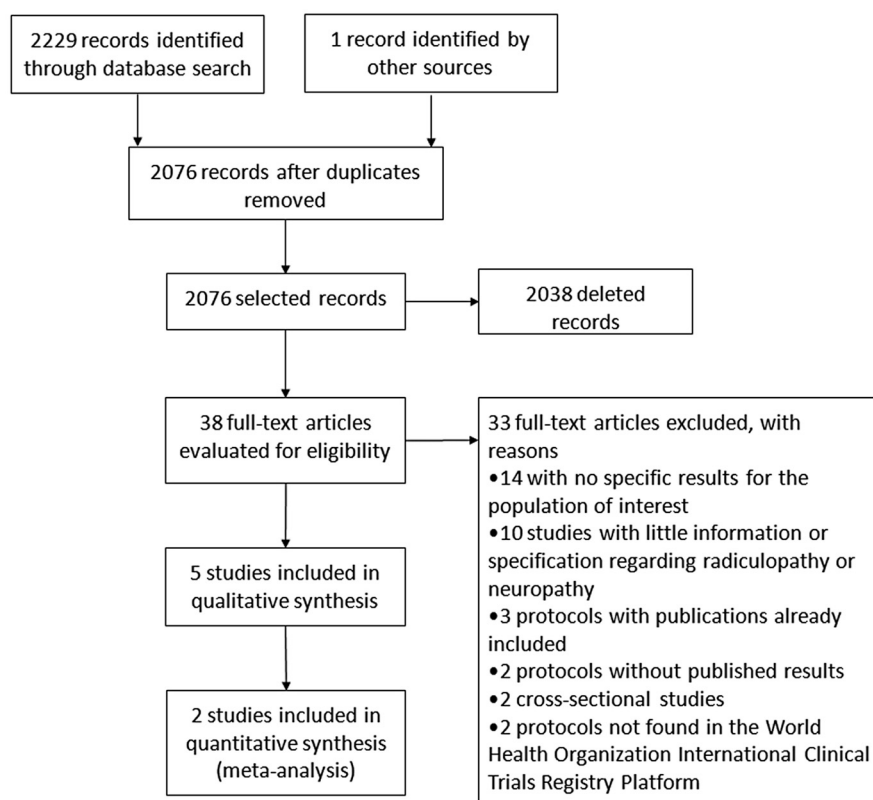 2229 records identified
through database search
1 record identified by
other sources
2076 records after duplicates
removed
2076 selected records
2038 deleted
records
38 full-text articles
evaluated for eligibility
33 full-text articles excluded, with
reasons
•14 with no specific results for the
population of interest
•10 studies with little information or
specification regarding radiculopathy or
neuropathy
•3 protocols with publications already
included
•2 protocols without published results
•2 cross-sectional studies
•2 protocols not found in the World
Health Organization International Clinical
Trials Registry Platform
5 studies included in
qualitative synthesis
2 studies included in
quantitative synthesis
(meta-analysis)